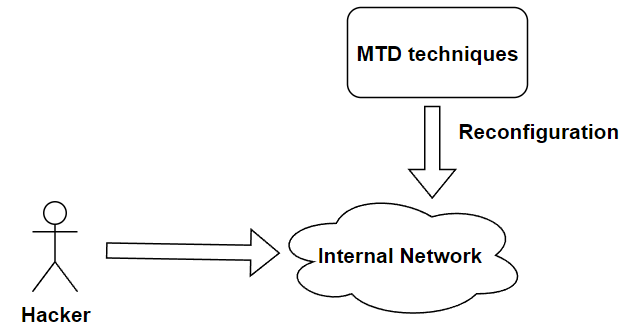 MTD techniques
Reconfiguration
Internal Network
Hacker